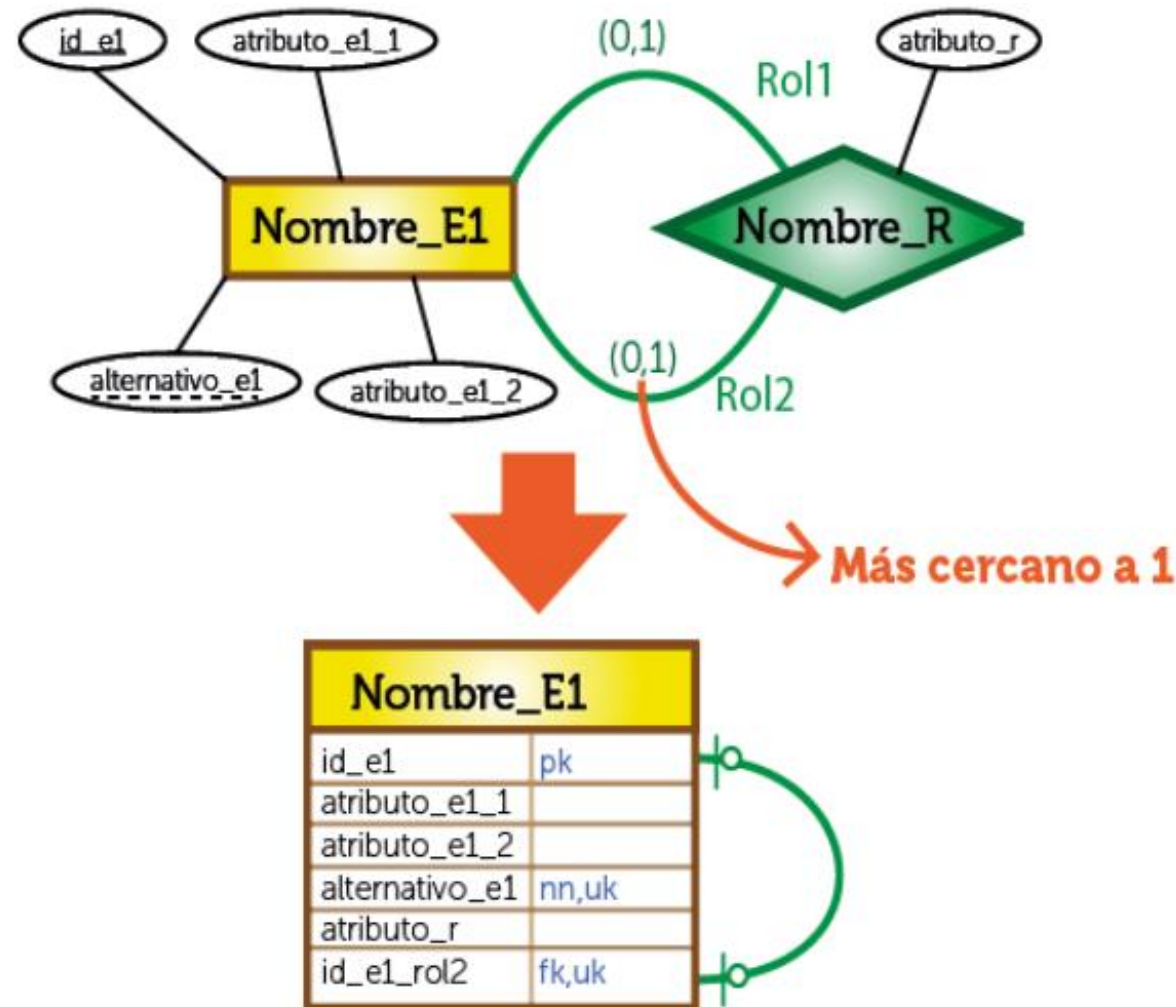 id_e1
atributo_e1_1
(0,1)
Rol1
atributo_r
Nombre_E1
Nombre_R
alternativo_e1
atributo_e1_2
(0,1)
Rol2
Más cercano a 1
Nombre_E1
id_e1 pk
atributo_e1_1
atributo_e1_2
alternativo_e1 nn,uk
atributo_r
id_e1_rol2 fk,uk